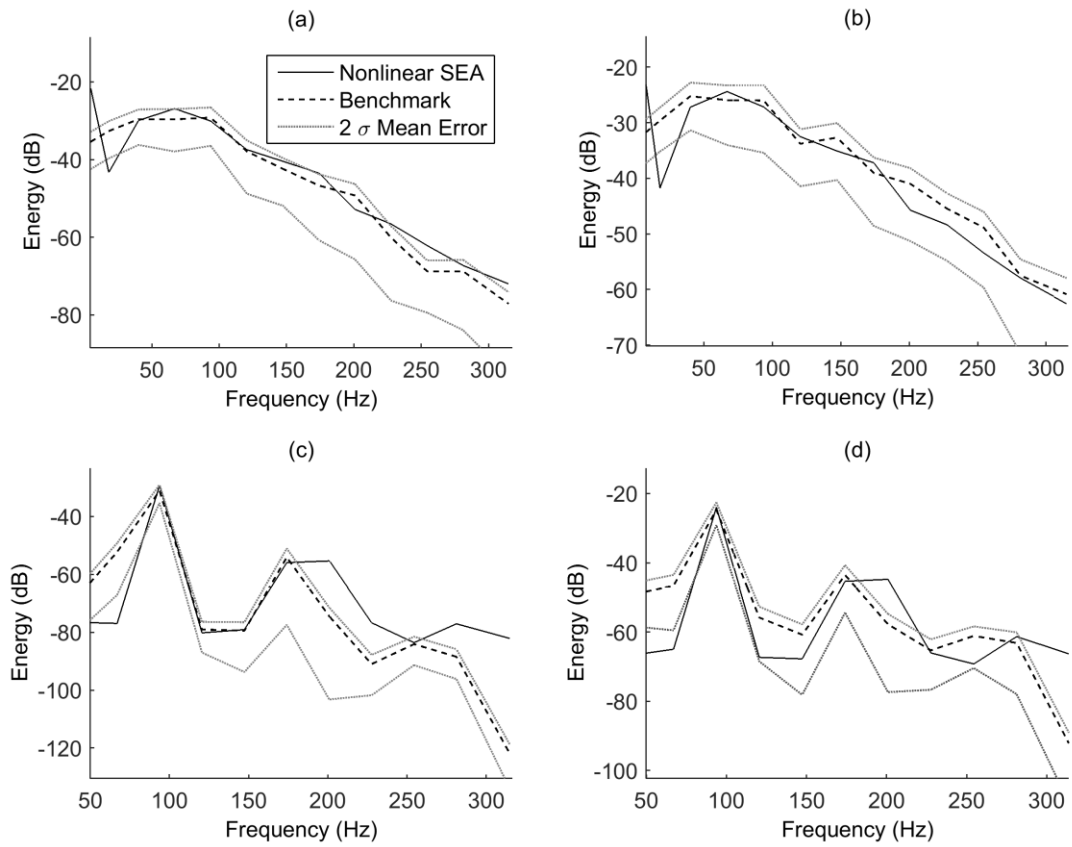 (a)
Nonlinear SEA
Benchmark
2 σ Mean Error
Energy (dB)
-20
-40
-60
-80
50 100 150 200 250 300
Frequency (Hz)
(b)
Energy (dB)
-20
-30
-40
-50
-60
-70
50 100 150 200 250 300
Frequency (Hz)
(c)
Energy (dB)
-40
-60
-80
-100
-120
50 100 150 200 250 300
Frequency (Hz)
(d)
Energy (dB)
-20
-40
-60
-80
-100
50 100 150 200 250 300
Frequency (Hz)